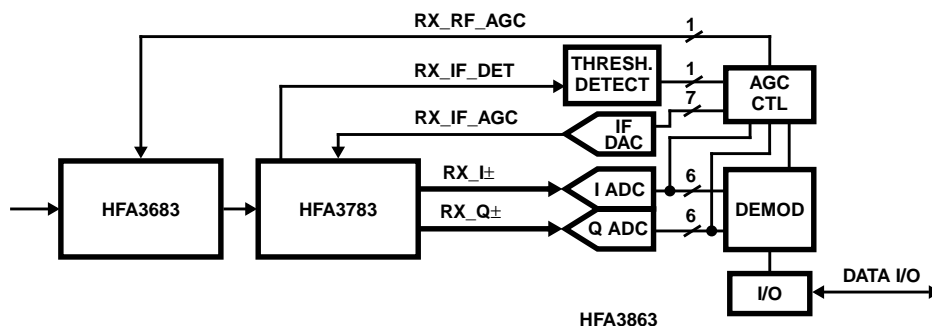 RX_RF_AGC
1
RX_IF_DET
THRESH.
DETECT
1
AGC
CTL
7
RX_IF_AGC
IF
DAC
HFA3683
HFA3783
RX_I±
I ADC
6
RX_Q±
Q ADC
6
DEMOD
I/O
DATA I/O
HFA3863